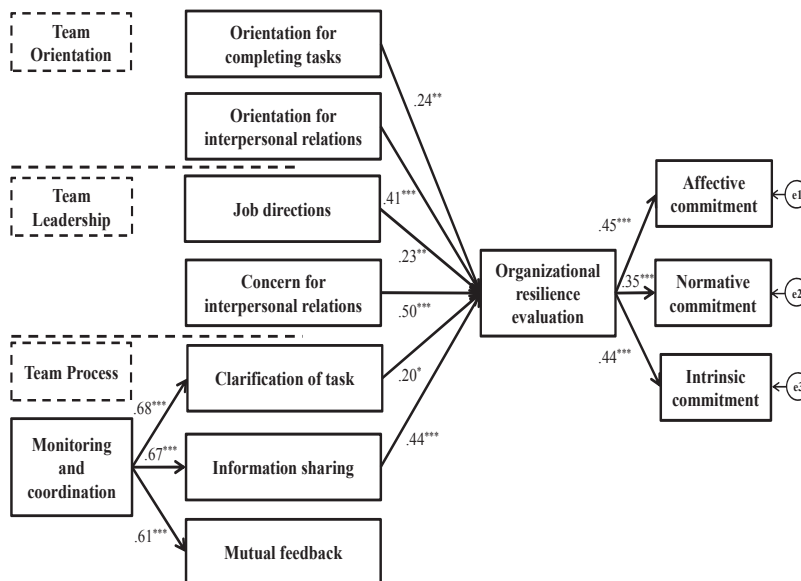 Team
Orientation
Orientation for
completing tasks
.24**
Orientation for
interpersonal relations
Team
Leadership
Job directions
.41***
.23**
Concern for
interpersonal relations
.50***
Organizational
resilience
evaluation
Affective
commitment
e1
.45***
Normative
commitment
e2
.35***
Intrinsic
commitment
e3
.44***
Team Process
Clarification of task
.20*
.68***
Monitoring
and
coordination
.67***
Information sharing
.44***
.61***
Mutual feedback